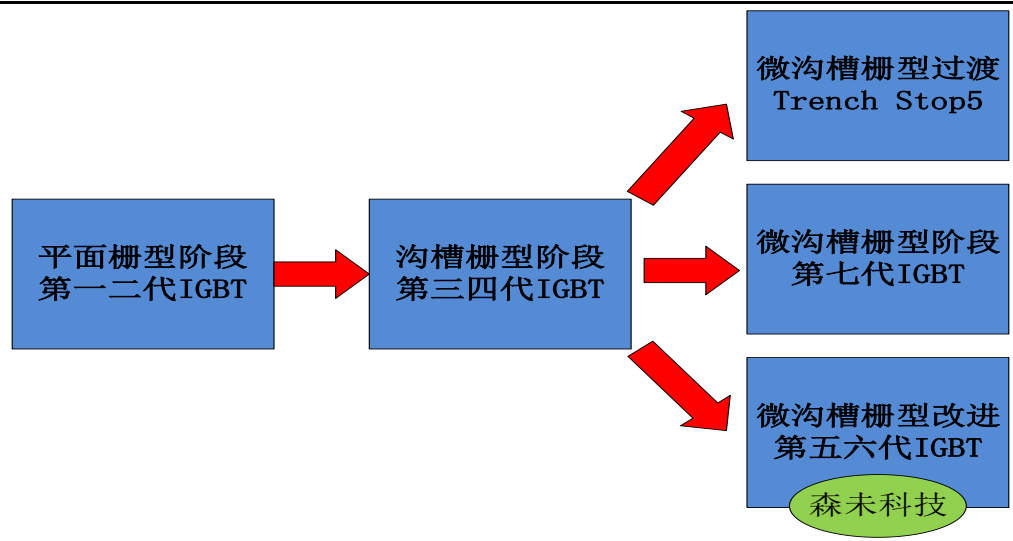 平面栅型阶段
第一二代IGBT
沟槽栅型阶段
第三四代IGBT
微沟槽栅型过渡
Trench Stop5
微沟槽栅型阶段
第七代IGBT
微沟槽栅型改进
第五六代IGBT
森未科技